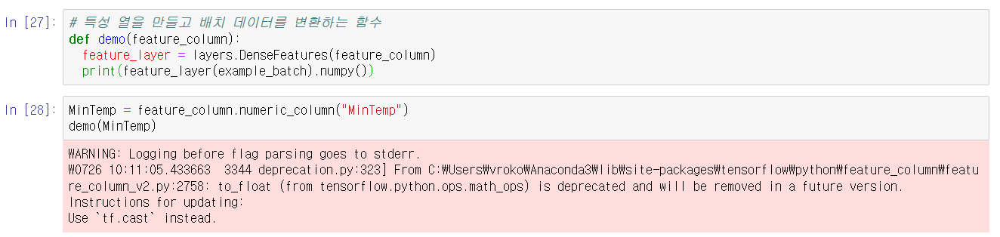 In [27]:
# 특성 열을 만들고 배치 데이터를 변환하는 함수
def demo(feature_column):
  feature_layer = layers.DenseFeatures(feature_column)
  print(feature_layer(example_batch).numpy())
In [28]:
MinTemp = feature_column.numeric_column("MinTemp")
demo(MinTemp)
WARNING: Logging before flag parsing goes to stderr.
W0726 10:11:05.433663  3344 deprecation.py:323] From C:₩Users₩vroko₩Anaconda3₩lib₩site-packages₩tensorflow₩python₩feature_column₩featu
re_column_v2.py:2758: to_float (from tensorflow.python.ops.math_ops) is deprecated and will be removed in a future version.
Instructions for updating:
Use `tf.cast` instead.